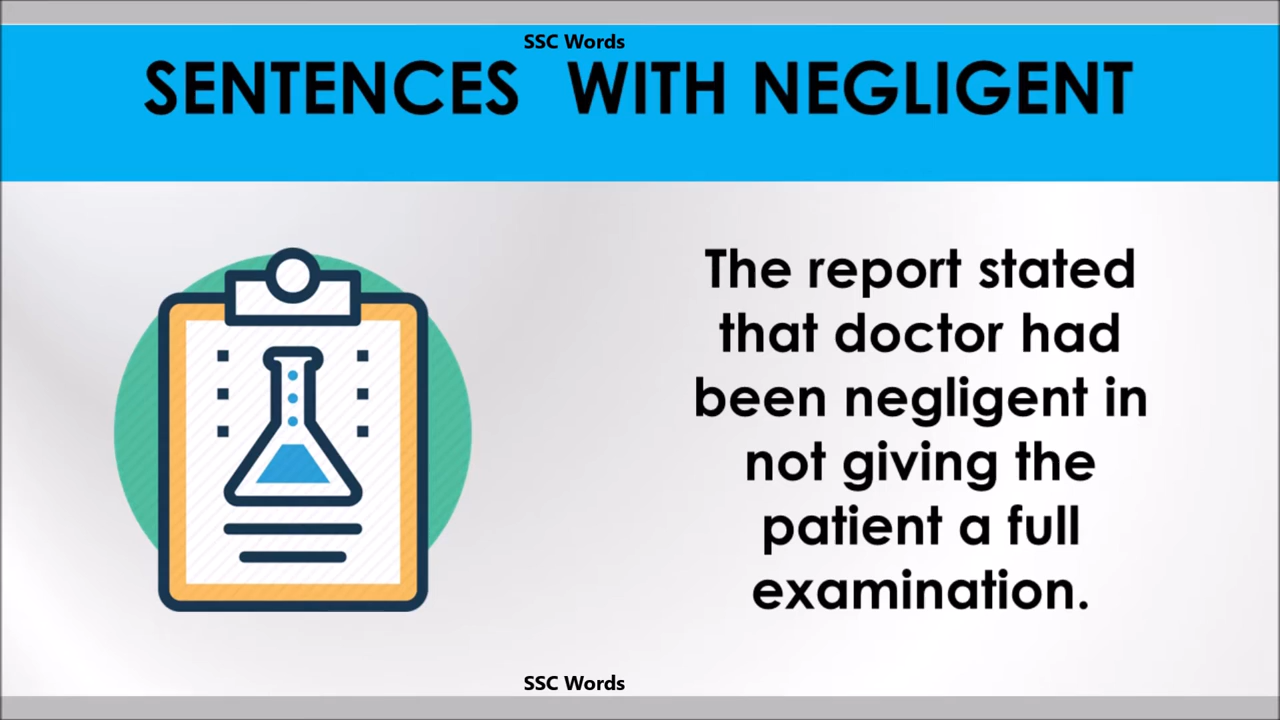 SSC Words
SENTENCES WITH NEGLIGENT
The report stated
that doctor had
been negligent in
not giving the
patient a full
examination.
SSC Words